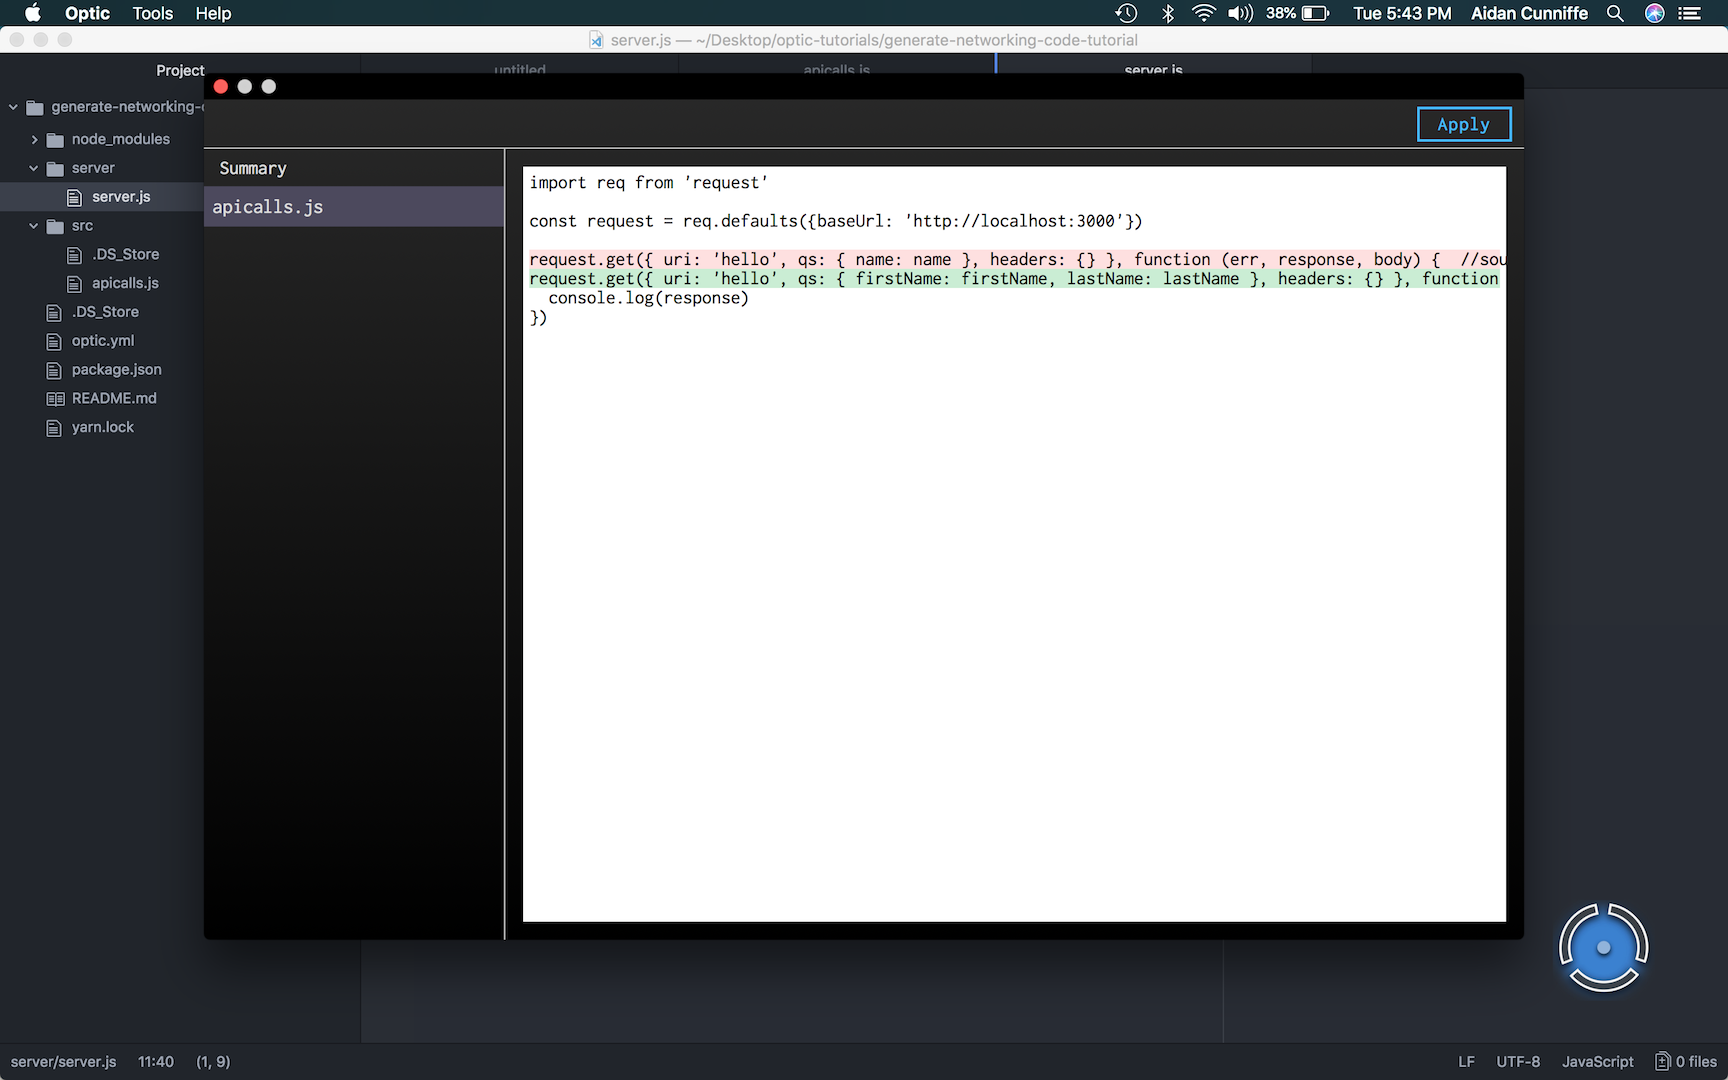 Optic Tools Help 38% Tue 5:43 PM Aidan Cunniffe
server.js — ~/Desktop/optic-tutorials/generate-networking-code-tutorial
Project untitled apicalls.js server.js
generate-networking-
node_modules
server
server.js
src
.DS_Store
apicalls.js
.DS_Store
optic.yml
package.json
README.md
yarn.lock
Apply
Summary
apicalls.js
import req from 'request'
const request = req.defaults({baseUrl: 'http://localhost:3000'})
request.get({ uri: 'hello', qs: { name: name }, headers: {} }, function (err, response, body) { //sou
request.get({ uri: 'hello', qs: { firstName: firstName, lastName: lastName }, headers: {} }, function
console.log(response)
})
server/server.js 11:40 (1, 9) LF UTF-8 JavaScript 0 files